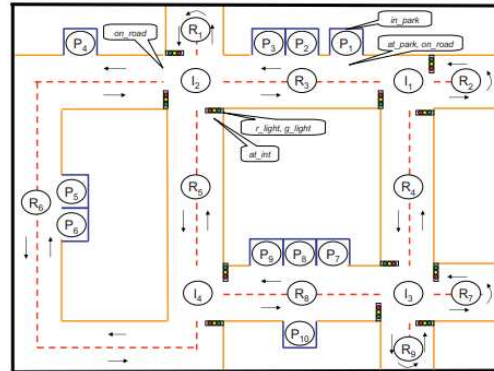 on_road
R1
in_park
P4
P3
P2
P1
at_park, on_road
I2
R3
I1
R2
r_light, g_light
at_int
P5
R6
P6
R5
R4
P9
P8
P7
I4
R8
I3
R7
P10
R9